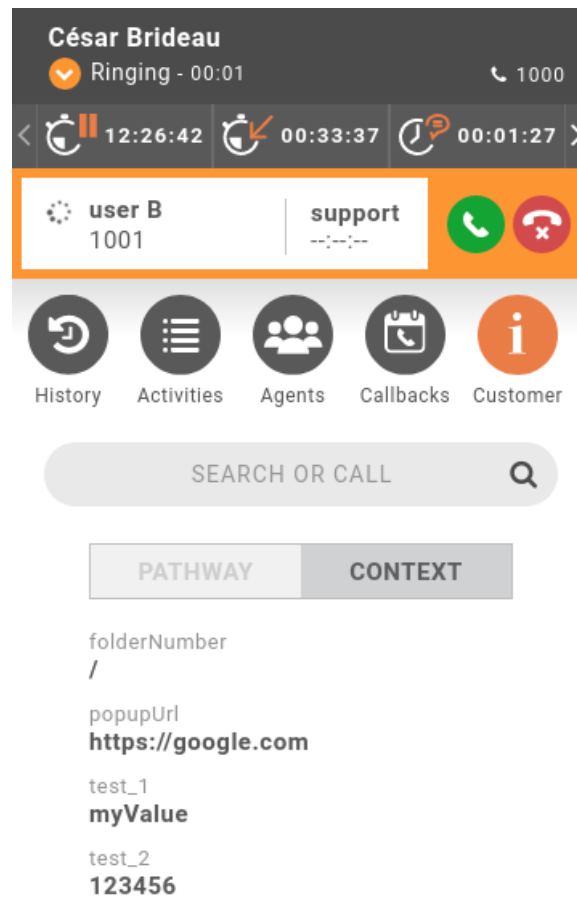 César Brideau
Ringing - 00:01
1000
12:26:42 00:33:37 00:01:27
user B support
1001 --:--:--
History Activities Agents Callbacks Customer
SEARCH OR CALL
PATHWAY CONTEXT
folderNumber
/
popupUrl
https://google.com
test_1
myValue
test_2
123456